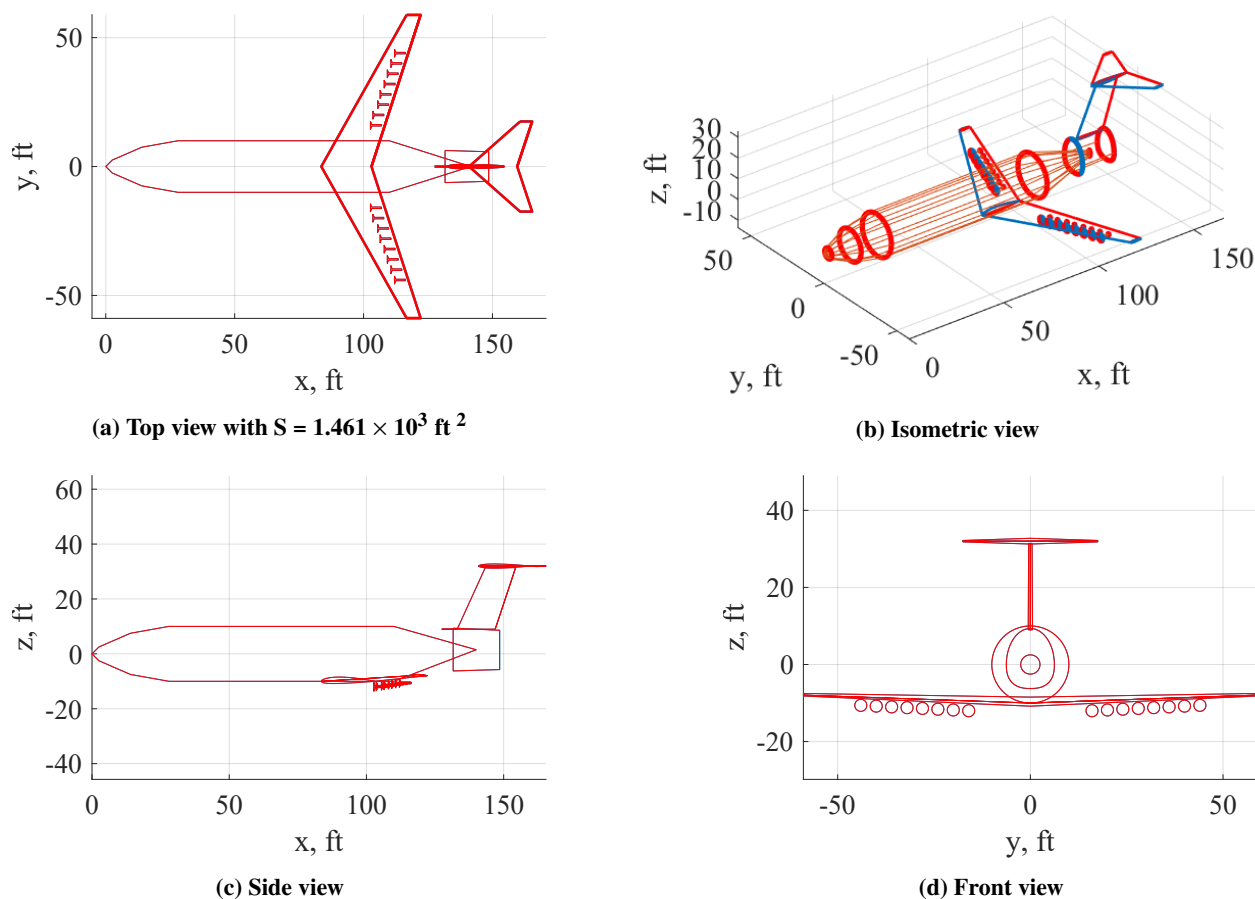 50
0
-50
y, ft
0
50
100
150
x, ft
(a) Top view with S = 1.461 × 10³ ft ²
30
20
10
0
-10
z, ft
50
0
-50
y, ft
0
50
100
150
x, ft
(b) Isometric view
60
40
20
0
-20
-40
z, ft
0
50
100
150
x, ft
(c) Side view
40
20
0
-20
z, ft
-50
0
50
y, ft
(d) Front view